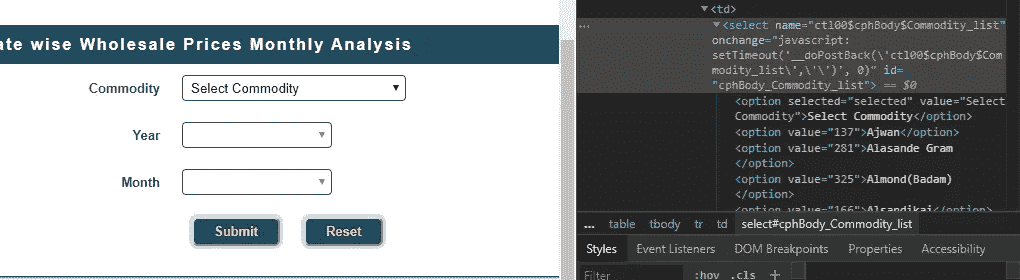 ate wise Wholesale Prices Monthly Analysis
Commodity
Select Commodity
Year
Month
Submit
Reset
<td>
<select name="ctl00$cphBody$Commodity_list"
onchange="javascript:
setTimeout('__doPostBack(\'ctl00$cphBody$Com
modity_list\',\'\')', 0)" id=
"cphBody_Commodity_list"> == $0
<option selected="selected" value="Select
Commodity">Select Commodity</option>
<option value="137">Ajwan</option>
<option value="281">Alasande Gram
</option>
<option value="325">Almond(Badam)
</option>
<option value="166">Alsandikai</option>
... table tbody tr td select#cphBody_Commodity_list
Styles Event Listeners DOM Breakpoints Properties Accessibility
Filter :hov .cls +